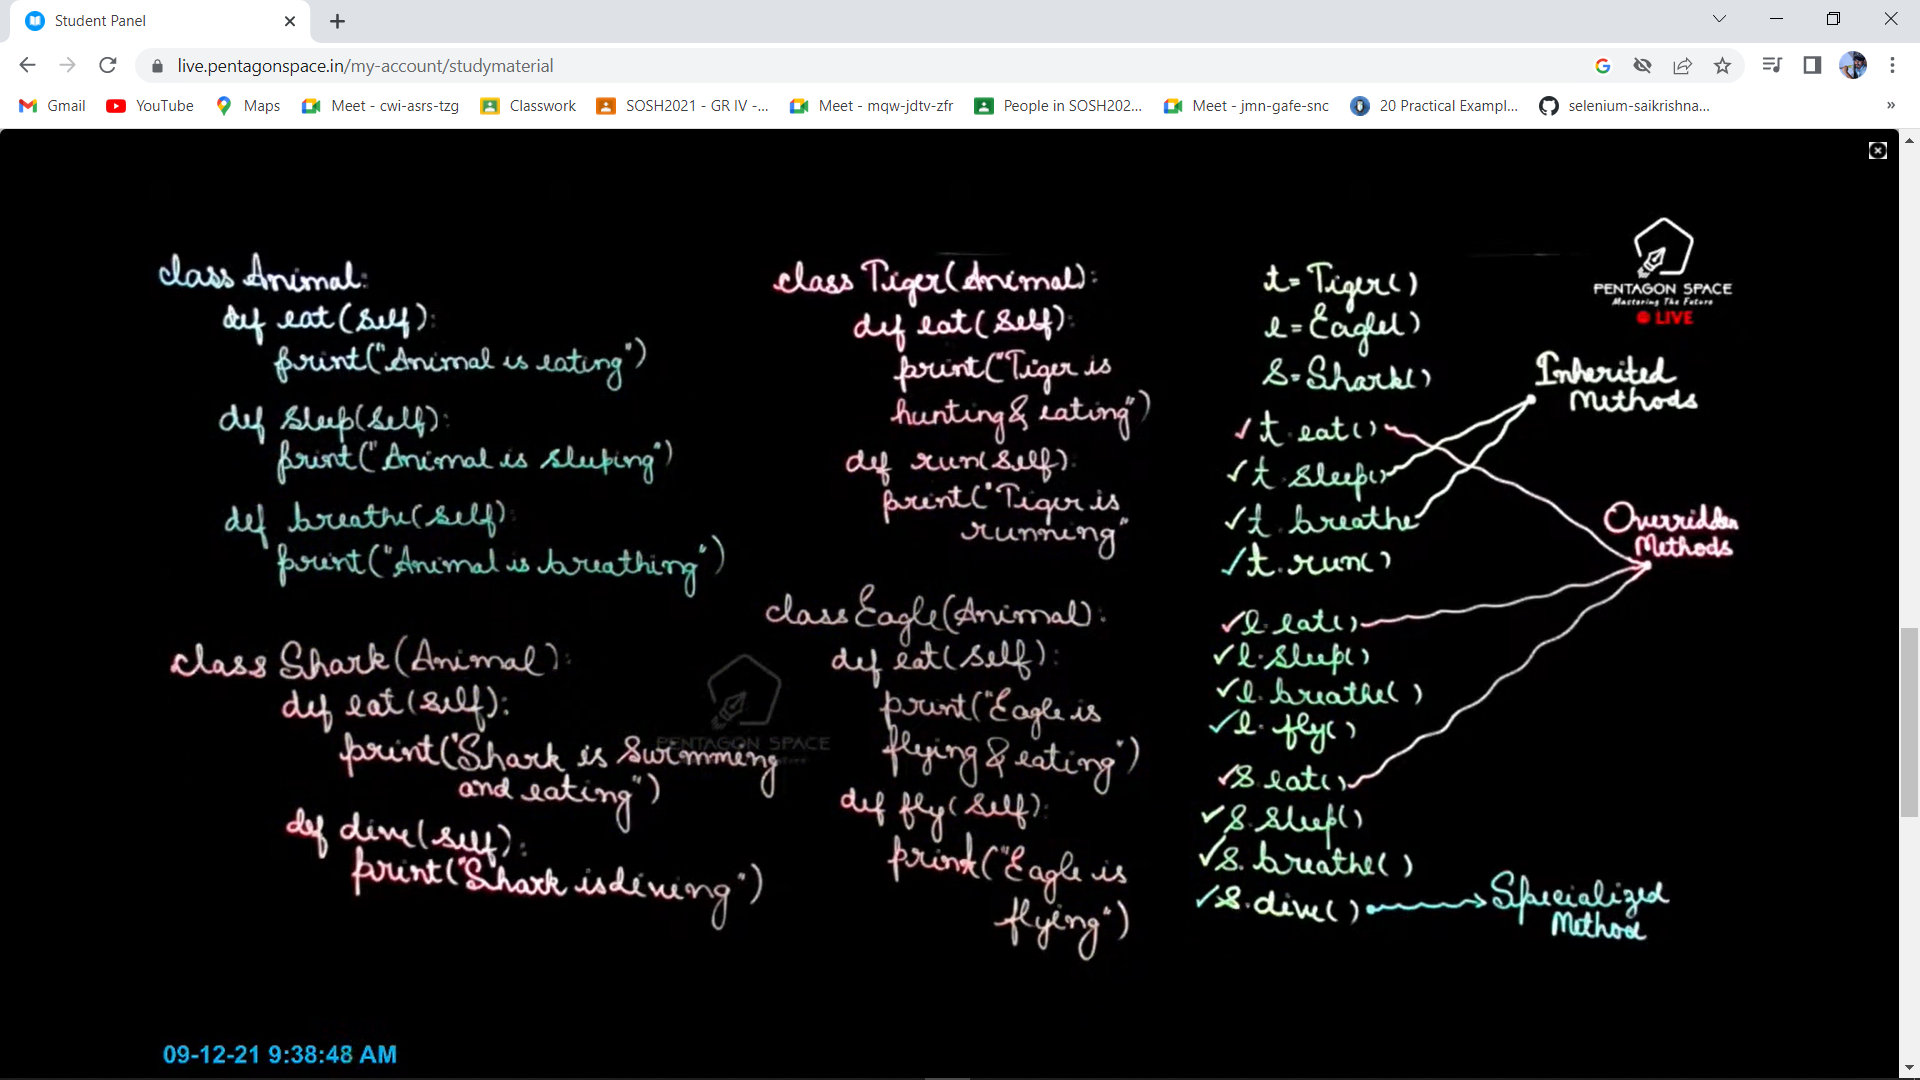 Student Panel
live.pentagonspace.in/my-account/studymaterial
Gmail
YouTube
Maps
Meet - cwi-asrs-tzg
Classwork
SOSH2021 - GR IV -...
Meet - mqw-jdtv-zfr
People in SOSH202...
Meet - jmn-gafe-snc
20 Practical Exampl...
selenium-saikrishna...
»
class Animal:
def eat(self):
print("Animal is eating")
def sleep(self):
print("Animal is sleeping")
def breathe(self):
print("Animal is breathing")
class Shark(Animal):
def eat(self):
print("Shark is swimming
and eating")
def dive(self):
print("Shark is diving")
class Tiger(Animal):
def eat(self):
print("Tiger is
hunting & eating")
def run(self):
print("Tiger is
running"
class Eagle(Animal):
def eat(self):
print("Eagle is
flying & eating")
def fly(self):
print("Eagle is
flying")
t=Tiger()
e=Eagle()
s=Shark()
t.eat()
t.sleep()
t.breathe
t.run()
e.eat()
e.sleep()
e.breathe()
e.fly()
s.eat()
s.sleep()
s.breathe()
s.dive()
PENTAGON SPACE
Mastering The Future
LIVE
Inherited
Methods
Overridden
Methods
Specialized
Method
PENTAGON SPACE
09-12-21 9:38:48 AM